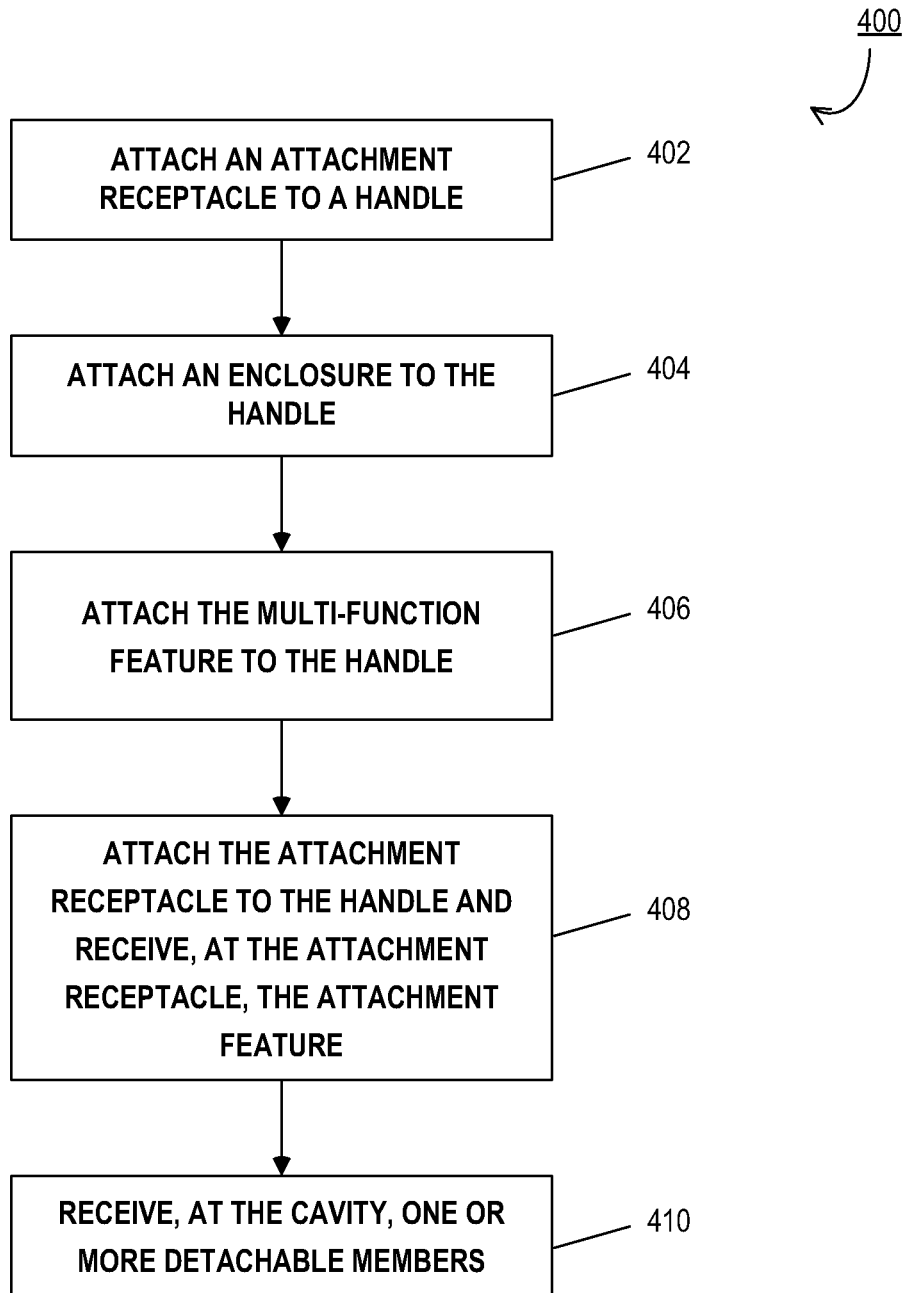 400
ATTACH AN ATTACHMENT
RECEPTACLE TO A HANDLE
402
ATTACH AN ENCLOSURE TO THE
HANDLE
404
ATTACH THE MULTI-FUNCTION
FEATURE TO THE HANDLE
406
ATTACH THE ATTACHMENT
RECEPTACLE TO THE HANDLE AND
RECEIVE, AT THE ATTACHMENT
RECEPTACLE, THE ATTACHMENT
FEATURE
408
RECEIVE, AT THE CAVITY, ONE OR
MORE DETACHABLE MEMBERS
410